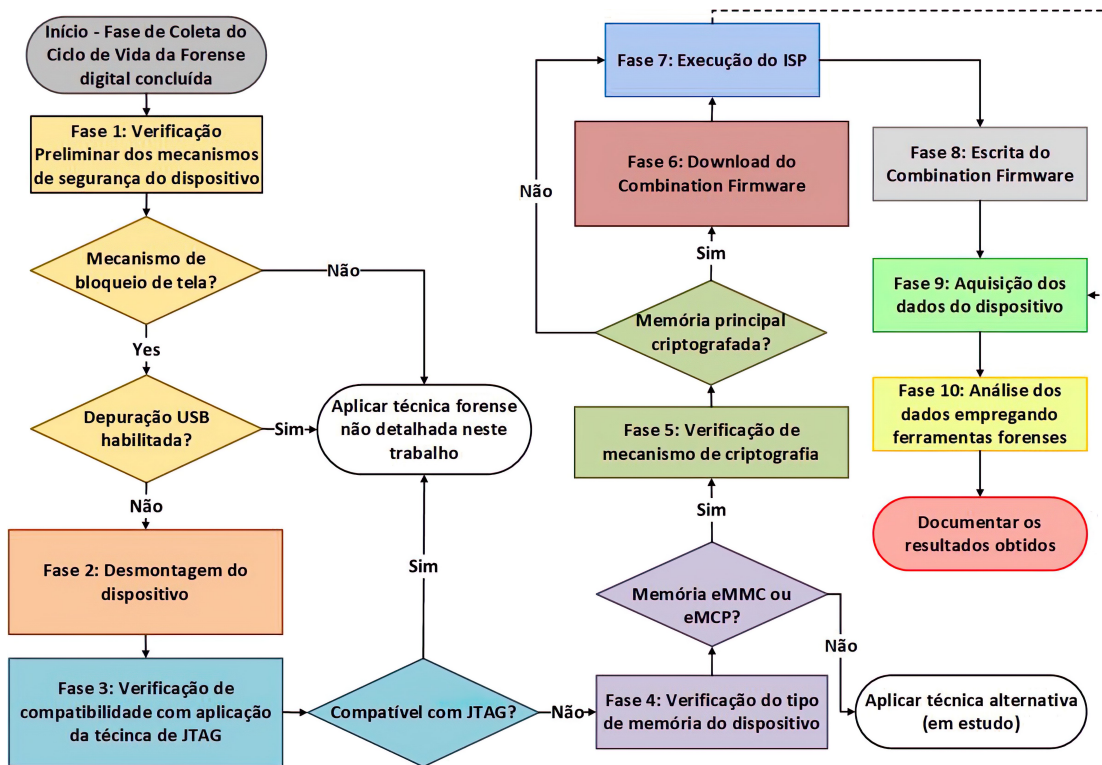 Início - Fase de Coleta do
Ciclo de Vida da Forense
digital concluída
Fase 1: Verificação
Preliminar dos mecanismos
de segurança do dispositivo
Mecanismo de
bloqueio de tela?
Não
Yes
Depuração USB
habilitada?
Sim
Aplicar técnica forense
não detalhada neste
trabalho
Não
Fase 2: Desmontagem do
dispositivo
Fase 3: Verificação de
compatibilidade com aplicação
da técinca de JTAG
Compatível com JTAG?
Sim
Não
Fase 4: Verificação do tipo
de memória do dispositivo
Memória eMMC ou
eMCP?
Não
Aplicar técnica alternativa
(em estudo)
Sim
Fase 5: Verificação de
mecanismo de criptografia
Memória principal
criptografada?
Não
Sim
Fase 6: Download do
Combination Firmware
Fase 7: Execução do ISP
Fase 8: Escrita do
Combination Firmware
Fase 9: Aquisição dos
dados do dispositivo
Fase 10: Análise dos
dados empregando
ferramentas forenses
Documentar os
resultados obtidos